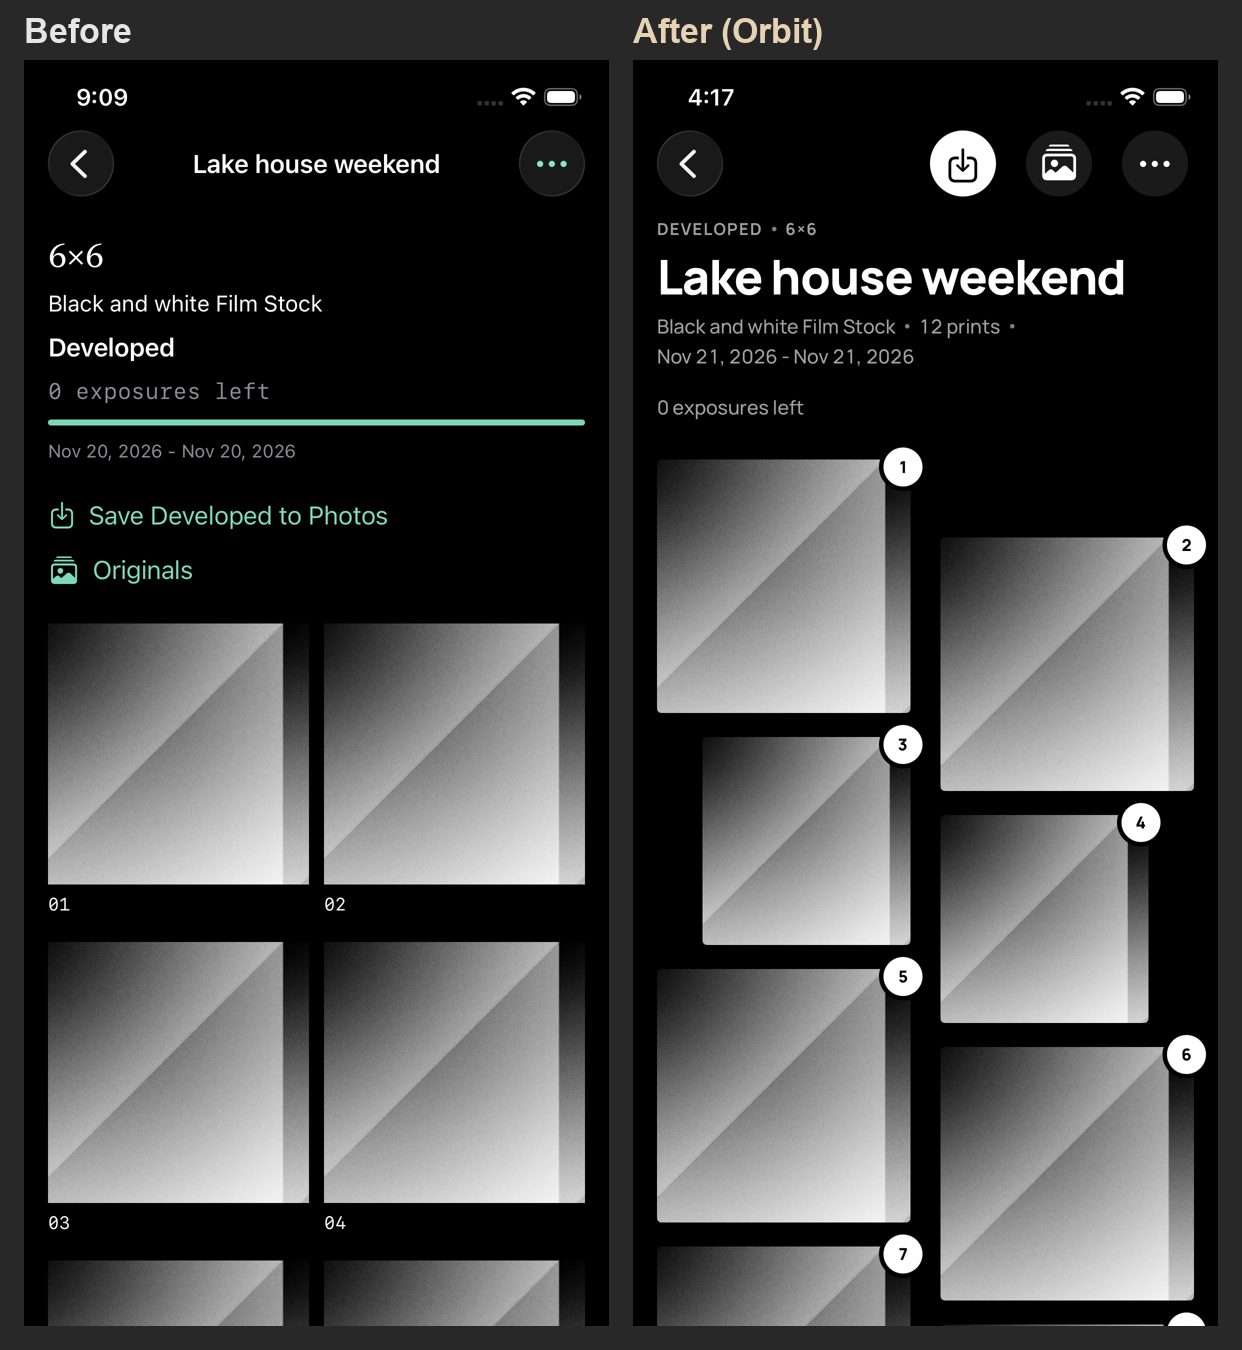 Before
9:09
Lake house weekend
6×6
Black and white Film Stock
Developed
0 exposures left
Nov 20, 2026 - Nov 20, 2026
Save Developed to Photos
Originals
01
02
03
04
After (Orbit)
4:17
DEVELOPED • 6×6
Lake house weekend
Black and white Film Stock • 12 prints •
Nov 21, 2026 - Nov 21, 2026
0 exposures left
1
2
3
4
5
6
7